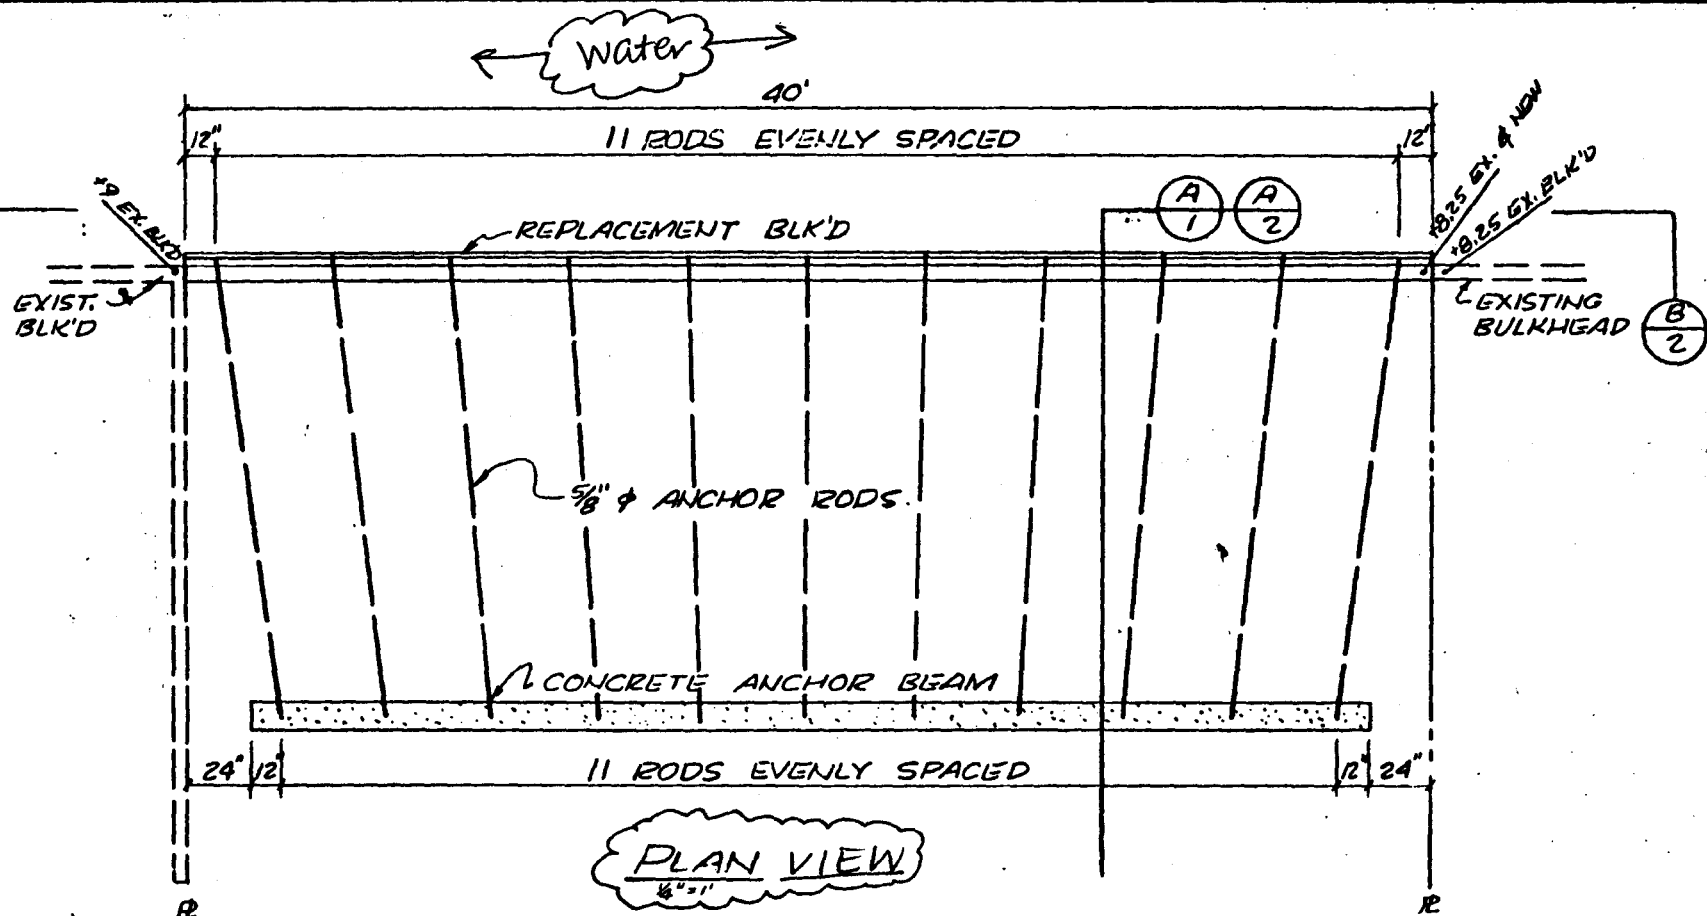 Water
40'
12"
11 RODS EVENLY SPACED
12"
+9 EX. BLK'D
REPLACEMENT BLK'D
A
1
A
2
+8.25 EX. & NEW
+8.25 EX. BLK'D
EXIST.
BLK'D
EXISTING
BULKHEAD
B
2
5/8" ϕ ANCHOR RODS.
CONCRETE ANCHOR BEAM
24"
12"
11 RODS EVENLY SPACED
12"
24"
PLAN VIEW
1/4"=1'
PL
PL